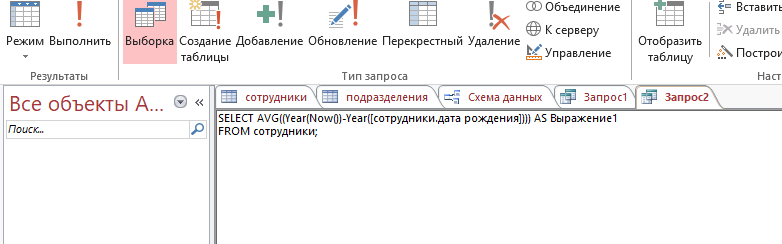 Режим Выполнить Выборка Создание таблицы Добавление Обновление Перекрестный Удаление
Объединение
К серверу
Управление
Отобразить таблицу
Вставить
Удалить
Построи
Результаты Тип запроса Наст
Все объекты A...
Поиск...
сотрудники подразделения Схема данных Запрос1 Запрос2
SELECT AVG((Year(Now())-Year([сотрудники.дата рождения]))) AS Выражение1
FROM сотрудники;